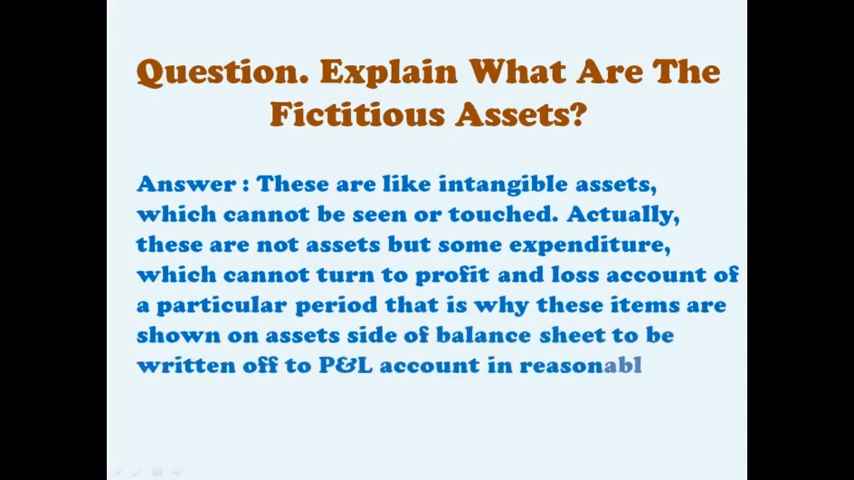 Question. Explain What Are The
Fictitious Assets?
Answer : These are like intangible assets,
which cannot be seen or touched. Actually,
these are not assets but some expenditure,
which cannot turn to profit and loss account of
a particular period that is why these items are
shown on assets side of balance sheet to be
written off to P&L account in reasonabl